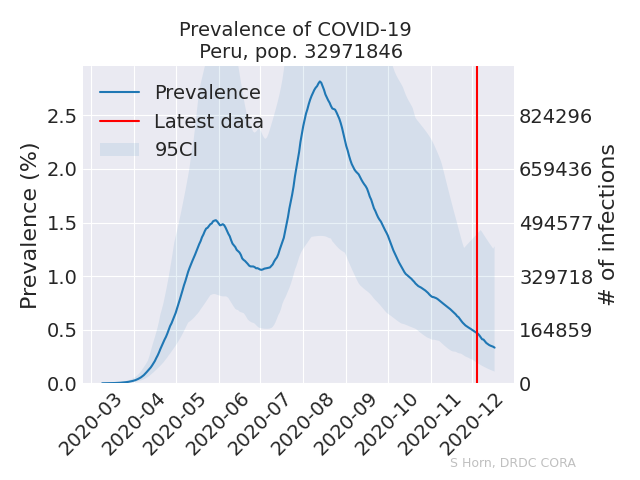 Prevalence of COVID-19
Peru, pop. 32971846
Prevalence
Latest data
95CI
Prevalence (%)
2.5
2.0
1.5
1.0
0.5
0.0
824296
659436
494577
329718
164859
0
# of infections
2020-03
2020-04
2020-05
2020-06
2020-07
2020-08
2020-09
2020-10
2020-11
2020-12
S Horn, DRDC CORA